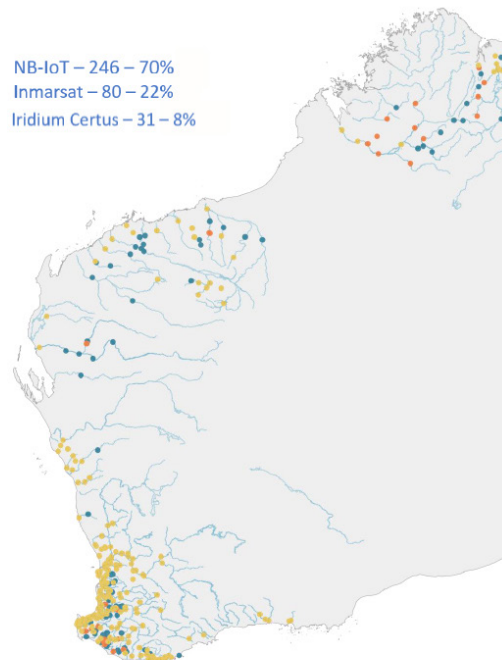 NB-IoT – 246 – 70%
Inmarsat – 80 – 22%
Iridium Certus – 31 – 8%